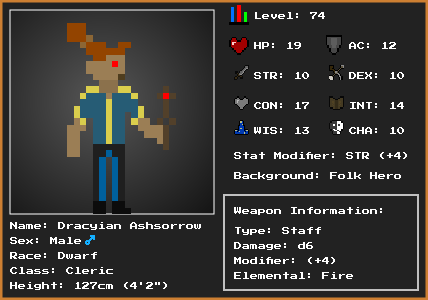 Level: 74
HP: 19 AC: 12
STR: 10 DEX: 10
CON: 17 INT: 14
WIS: 13 CHA: 10
Stat Modifier: STR (+4)
Background: Folk Hero
Name: Dracyian Ashsorrow
Sex: Male ♂
Race: Dwarf
Class: Cleric
Height: 127cm (4'2")
Weapon Information:
Type: Staff
Damage: d6
Modifier: (+4)
Elemental: Fire